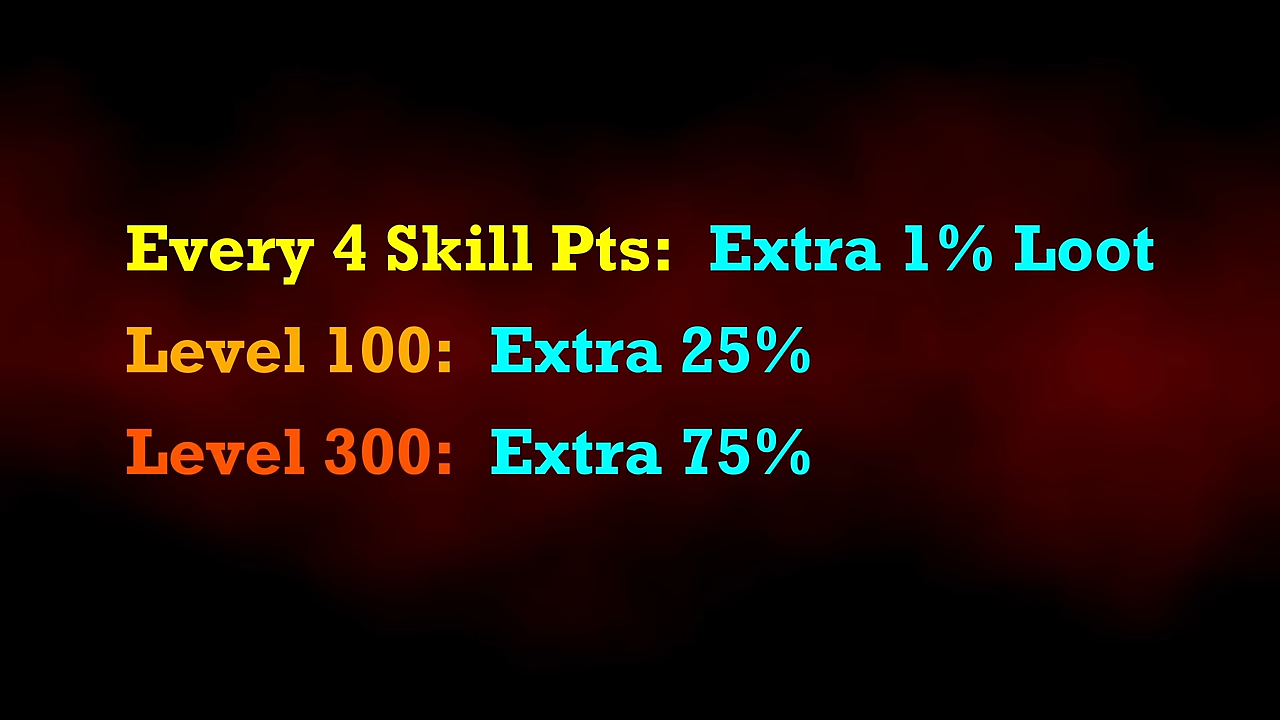 Every 4 Skill Pts: Extra 1% Loot
Level 100: Extra 25%
Level 300: Extra 75%